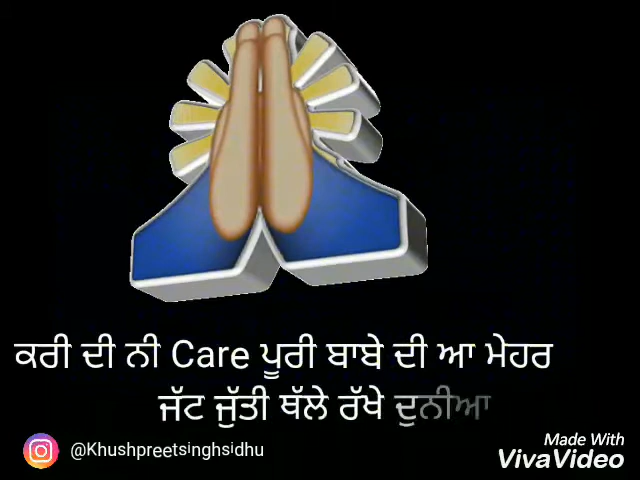 ਕਰੀ ਦੀ ਨੀ Care ਪੂਰੀ ਬਾਬੇ ਦੀ ਆ ਮੇਹਰ
ਜੱਟ ਜੁੱਤੀ ਥੱਲੇ ਰੱਖੇ ਦੁਨੀਆ
@Khushpreetsinghsidhu
Made With
VivaVideo